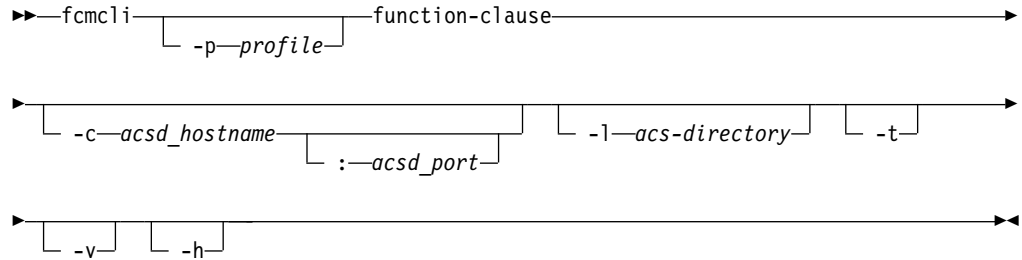 fcmcli -p profile function-clause
-c acsd_hostname : acsd_port -l acs-directory -t
-v -h